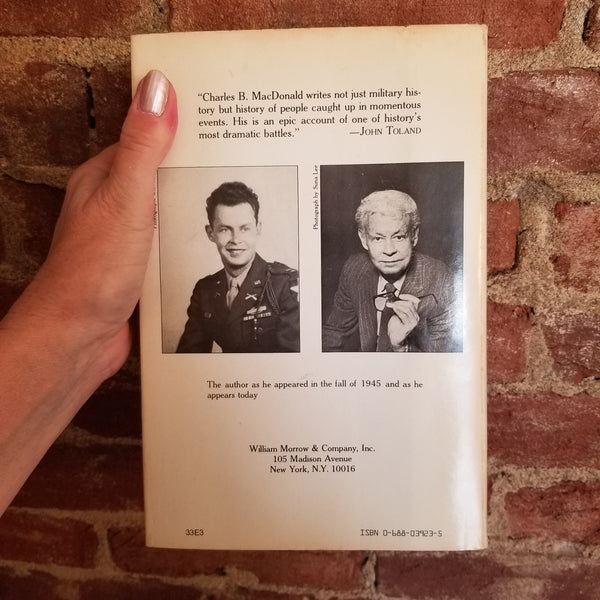 “Charles B. MacDonald writes not just military his-
tory but history of people caught up in momentous
events. His is an epic account of one of history’s
most dramatic battles.” —JOHN TOLAND
Photograph by Suna Lee
The author as he appeared in the fall of 1945 and as he
appears today
William Morrow & Company, Inc.
105 Madison Avenue
New York, N.Y. 10016
33E3 ISBN 0-688-03923-5